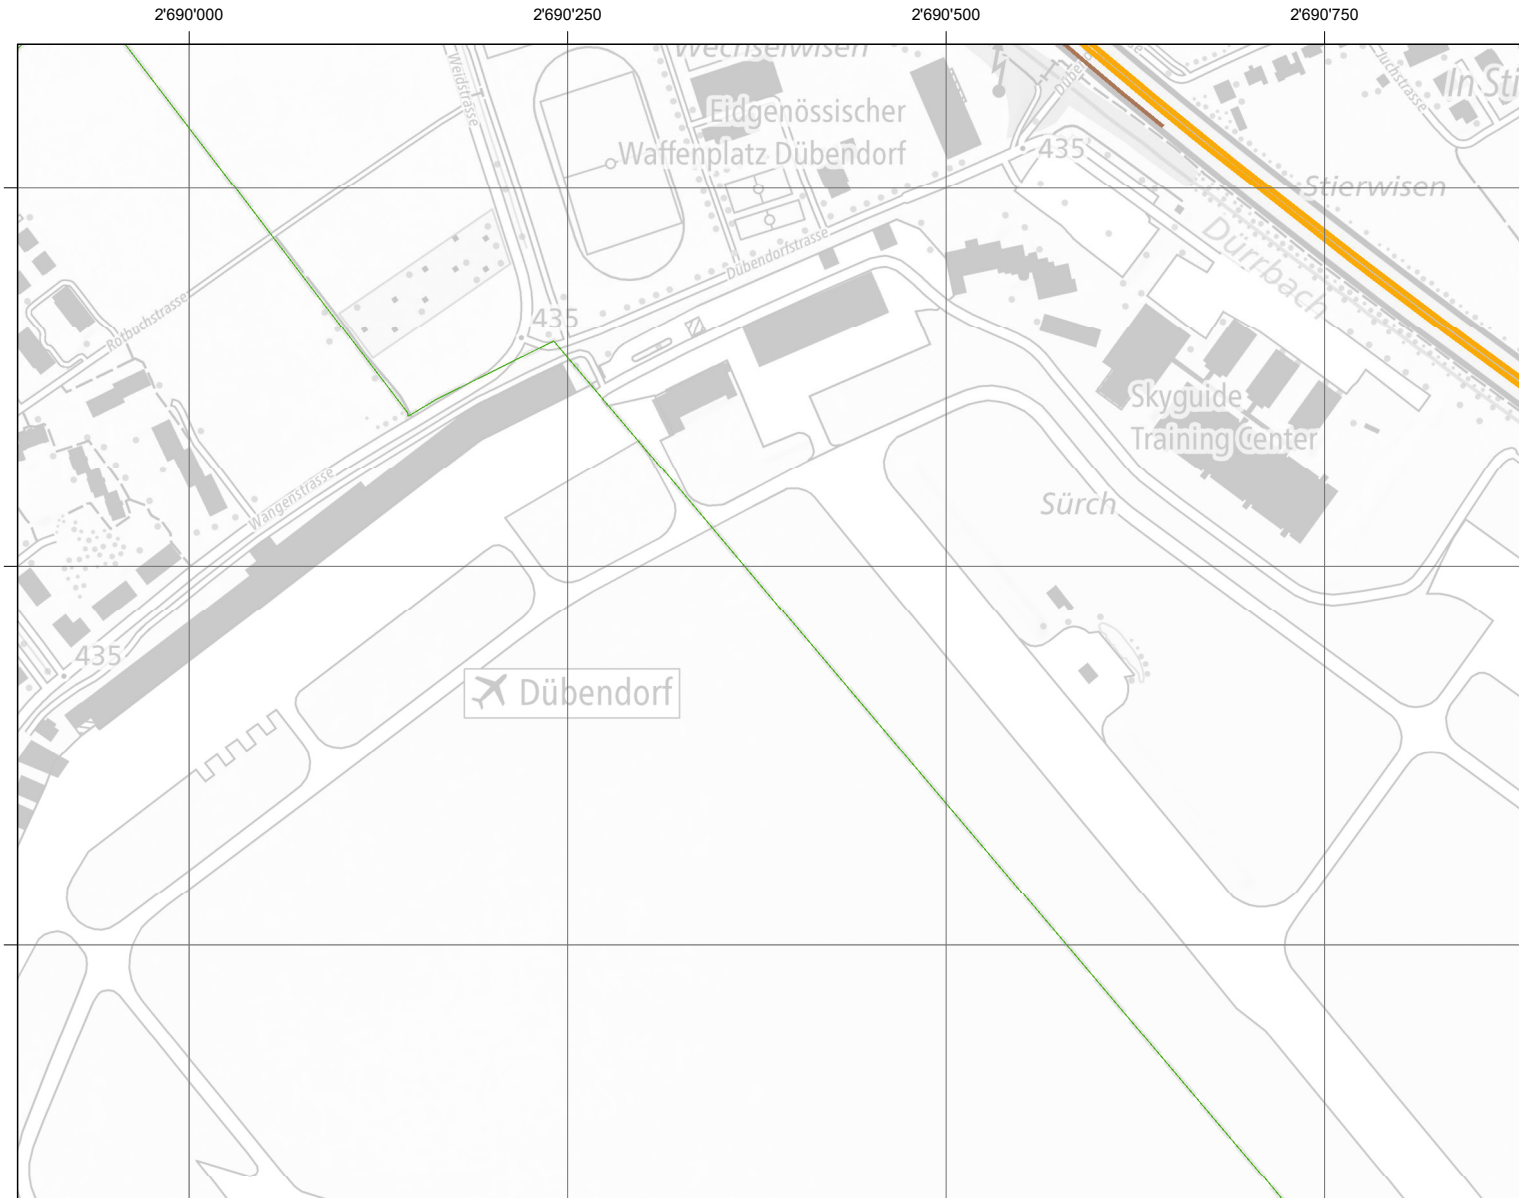 2'690'000
2'690'250
2'690'500
2'690'750
Wechselwisen
Weidstrasse
Eidgenössischer
Waffenplatz Dübendorf
435
In Sti
Stierwisen
Dürrbach
Dübendorfstrasse
Rotbuchstrasse
435
Skyguide
Training Center
Sürch
Wangenstrasse
435
Dübendorf